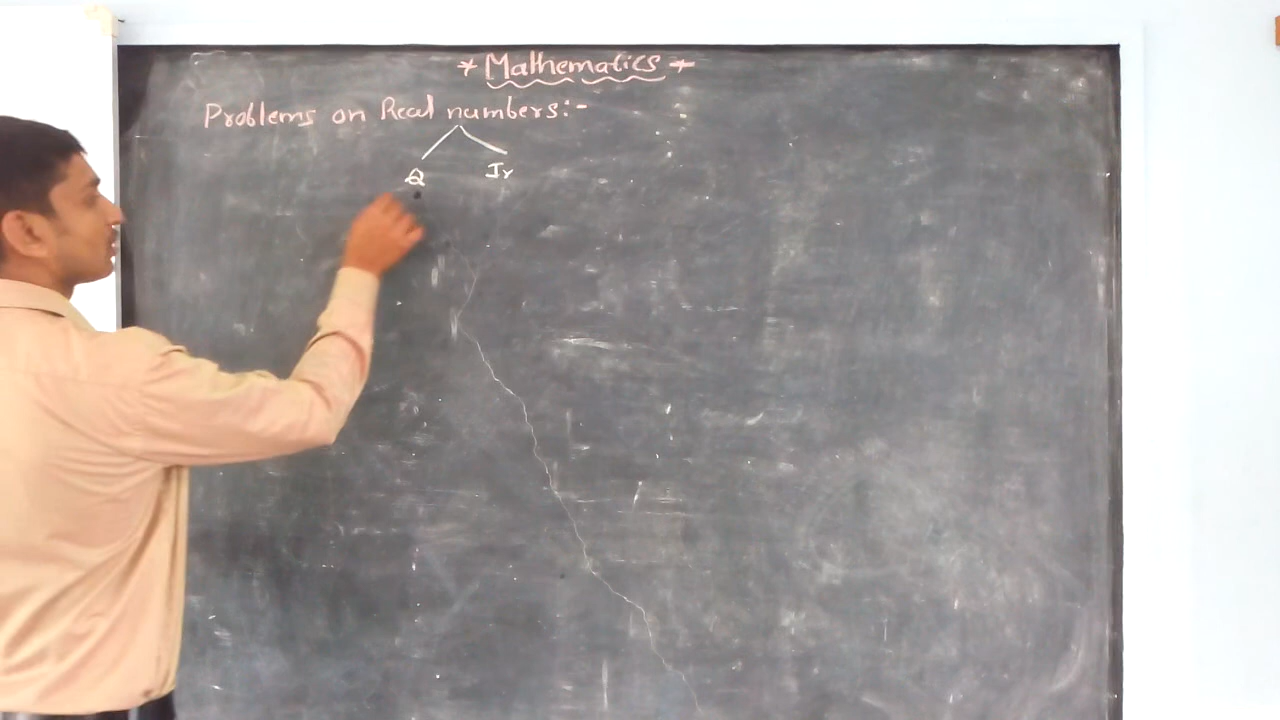 * Mathematics *
Problems on Real numbers:-
Q Ir